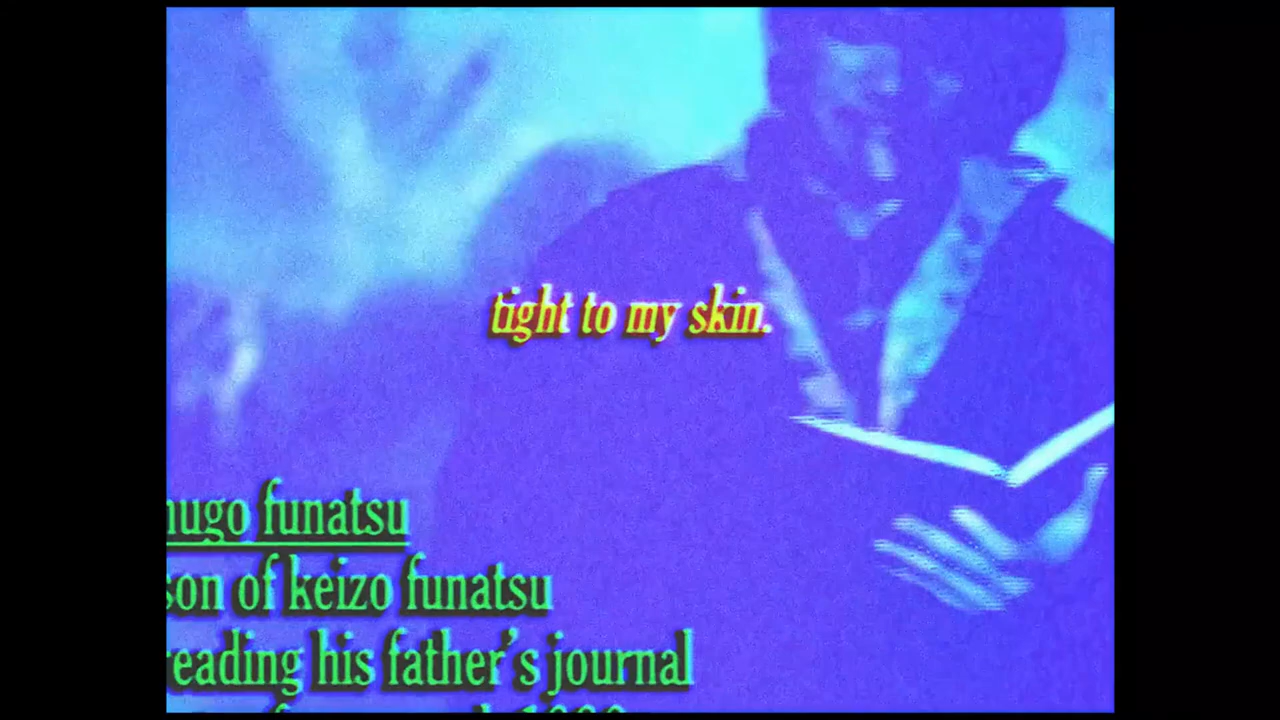 tight to my skin.
hugo funatsu
son of keizo funatsu
reading his father's journal